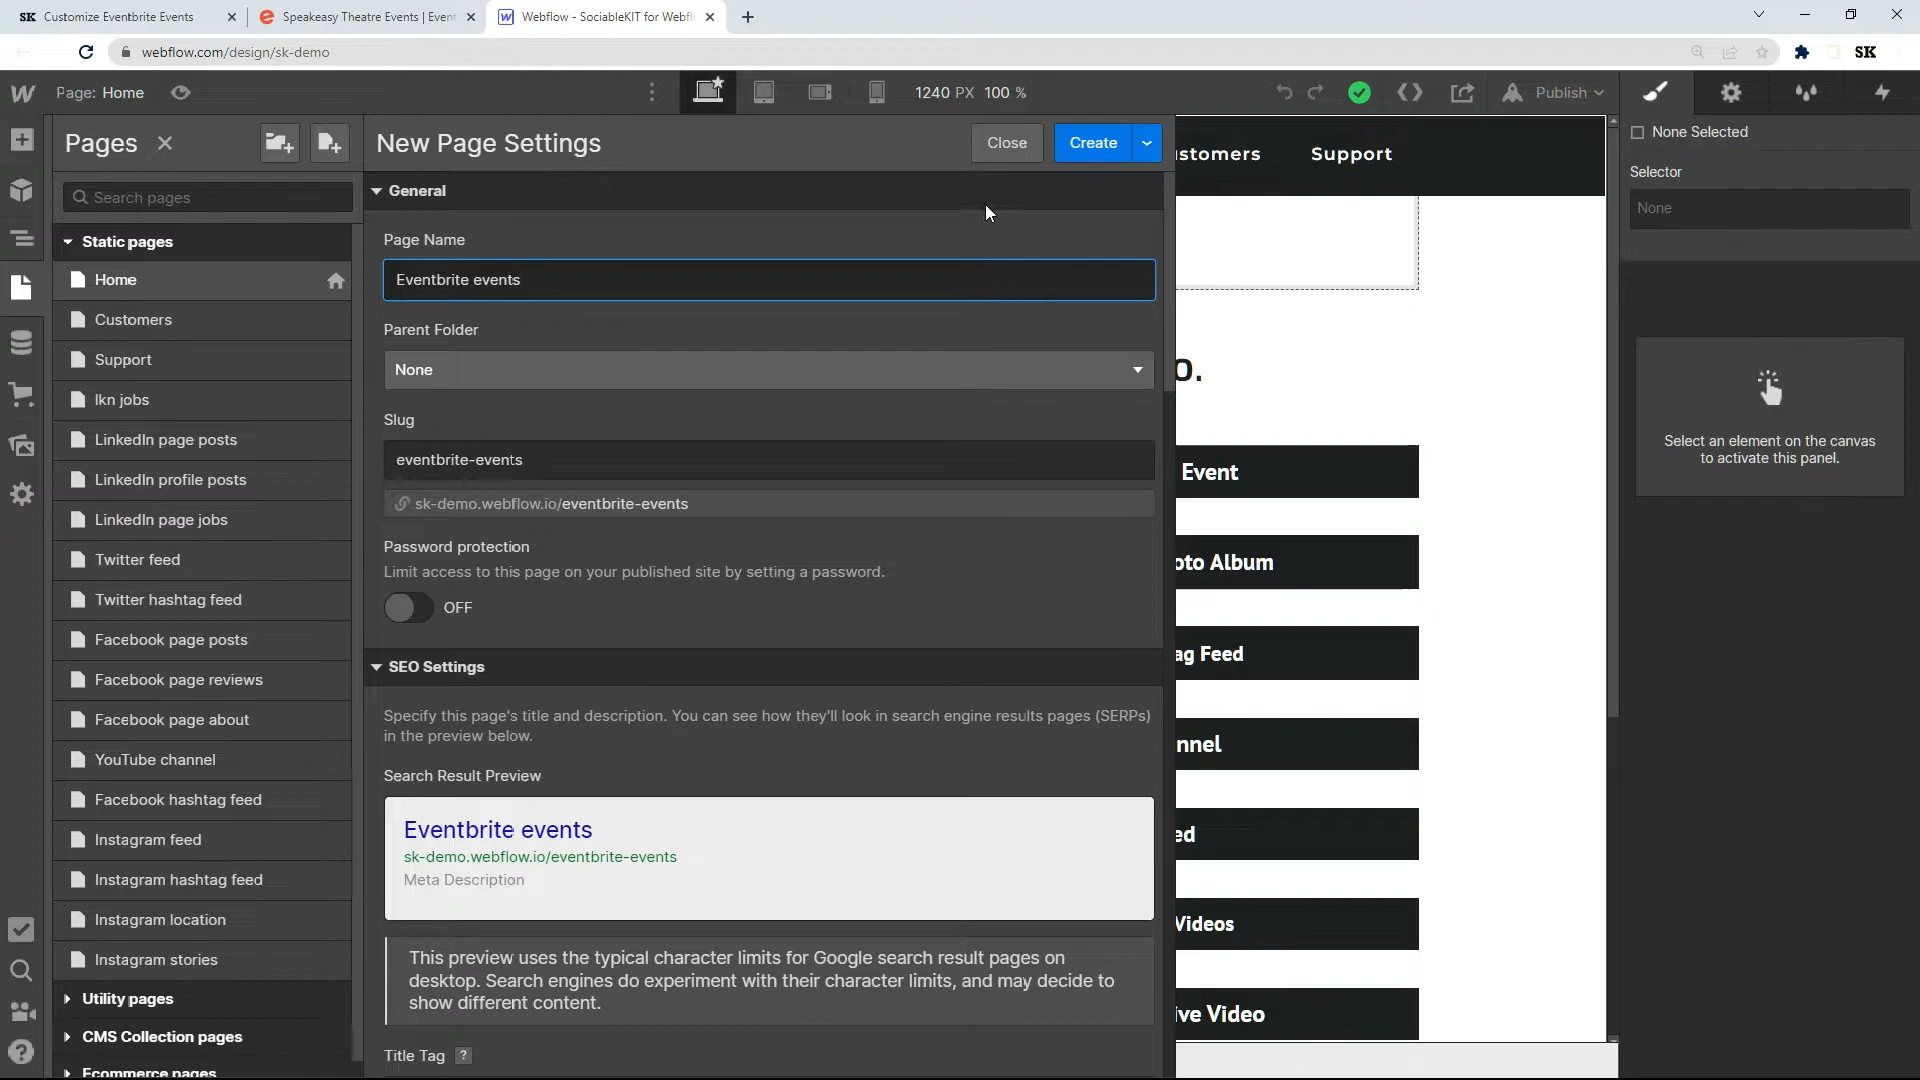 SK Customize Eventbrite Events
Speakeasy Theatre Events | Event
Webflow - SociableKIT for Webfl
webflow.com/design/sk-demo
SK
Page: Home
1240 PX 100 %
Publish
Pages
New Page Settings
Close
Create
Search pages
Static pages
Home
Customers
Support
lkn jobs
LinkedIn page posts
LinkedIn profile posts
LinkedIn page jobs
Twitter feed
Twitter hashtag feed
Facebook page posts
Facebook page reviews
Facebook page about
YouTube channel
Facebook hashtag feed
Instagram feed
Instagram hashtag feed
Instagram location
Instagram stories
Utility pages
CMS Collection pages
Ecommerce pages
General
Page Name
Eventbrite events
Parent Folder
None
Slug
eventbrite-events
sk-demo.webflow.io/eventbrite-events
Password protection
Limit access to this page on your published site by setting a password.
OFF
SEO Settings
Specify this page's title and description. You can see how they'll look in search engine results pages (SERPs)
in the preview below.
Search Result Preview
Eventbrite events
sk-demo.webflow.io/eventbrite-events
Meta Description
This preview uses the typical character limits for Google search result pages on
desktop. Search engines do experiment with their character limits, and may decide to
show different content.
Title Tag ?
stomers
Support
o.
Event
oto Album
ag Feed
nnel
ed
Videos
ive Video
None Selected
Selector
None
Select an element on the canvas
to activate this panel.